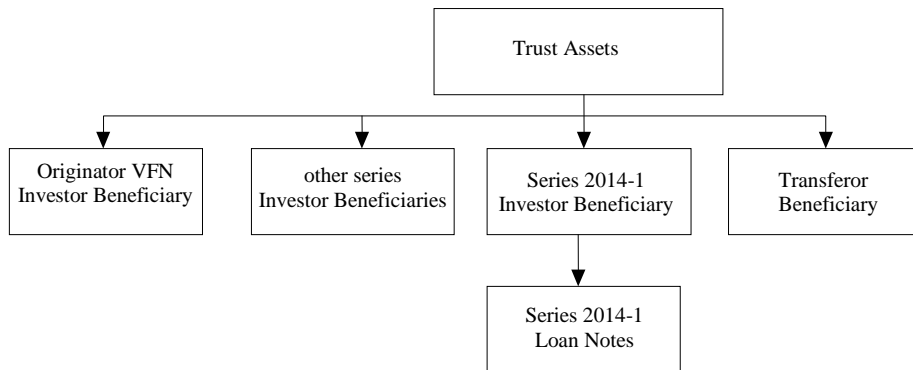 Trust Assets
Originator VFN
Investor Beneficiary
other series
Investor Beneficiaries
Series 2014-1
Investor Beneficiary
Transferor
Beneficiary
Series 2014-1
Loan Notes